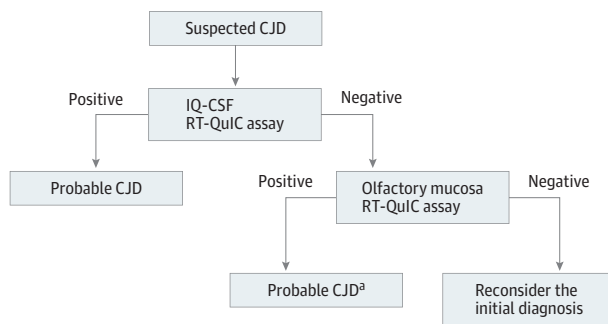 Suspected CJD
Positive
IQ-CSF
RT-QuIC assay
Negative
Probable CJD
Positive
Olfactory mucosa
RT-QuIC assay
Negative
Probable CJDᵃ
Reconsider the
initial diagnosis